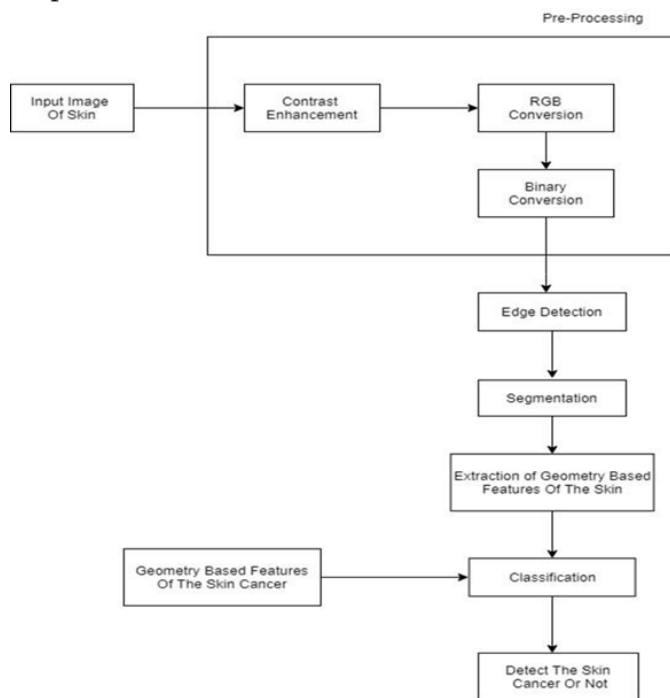 Pre-Processing
Input Image
Of Skin
Contrast
Enhancement
RGB
Conversion
Binary
Conversion
Edge Detection
Segmentation
Extraction of Geometry Based
Features Of The Skin
Geometry Based Features
Of The Skin Cancer
Classification
Detect The Skin
Cancer Or Not